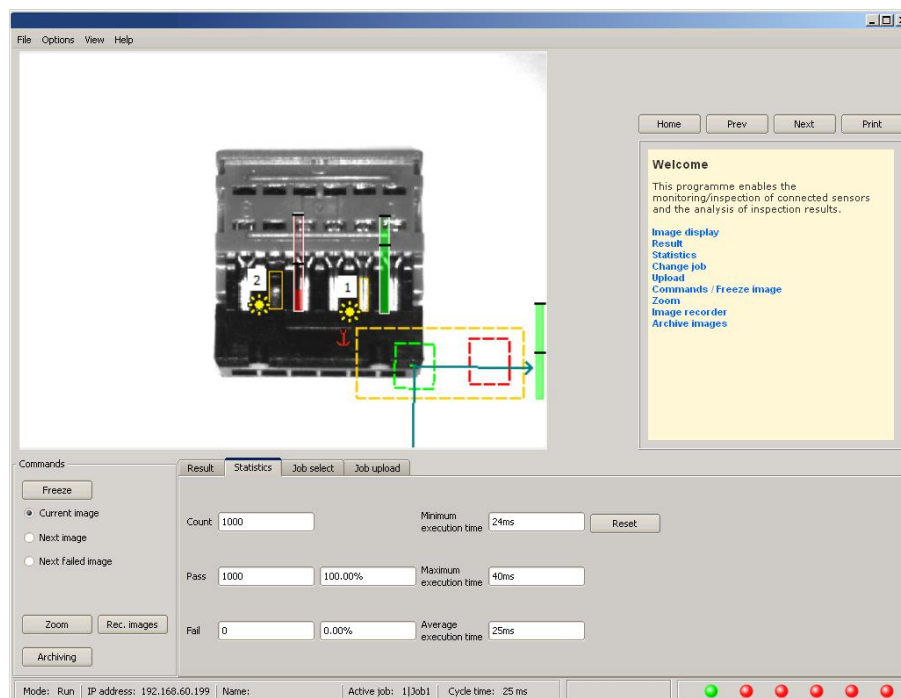 File Options View Help
2
1
Home Prev Next Print
Welcome
This programme enables the
monitoring/inspection of connected sensors
and the analysis of inspection results.
Image display
Result
Statistics
Change job
Upload
Commands / Freeze image
Zoom
Image recorder
Archive images
Commands
Freeze
Current image
Next image
Next failed image
Zoom Rec. images
Archiving
Result Statistics Job select Job upload
Count 1000 Minimum
execution time 24ms Reset
Pass 1000 100.00% Maximum
execution time 40ms
Fail 0 0.00% Average
execution time 25ms
Mode: Run IP address: 192.168.60.199 Name: Active job: 1|Job1 Cycle time: 25 ms